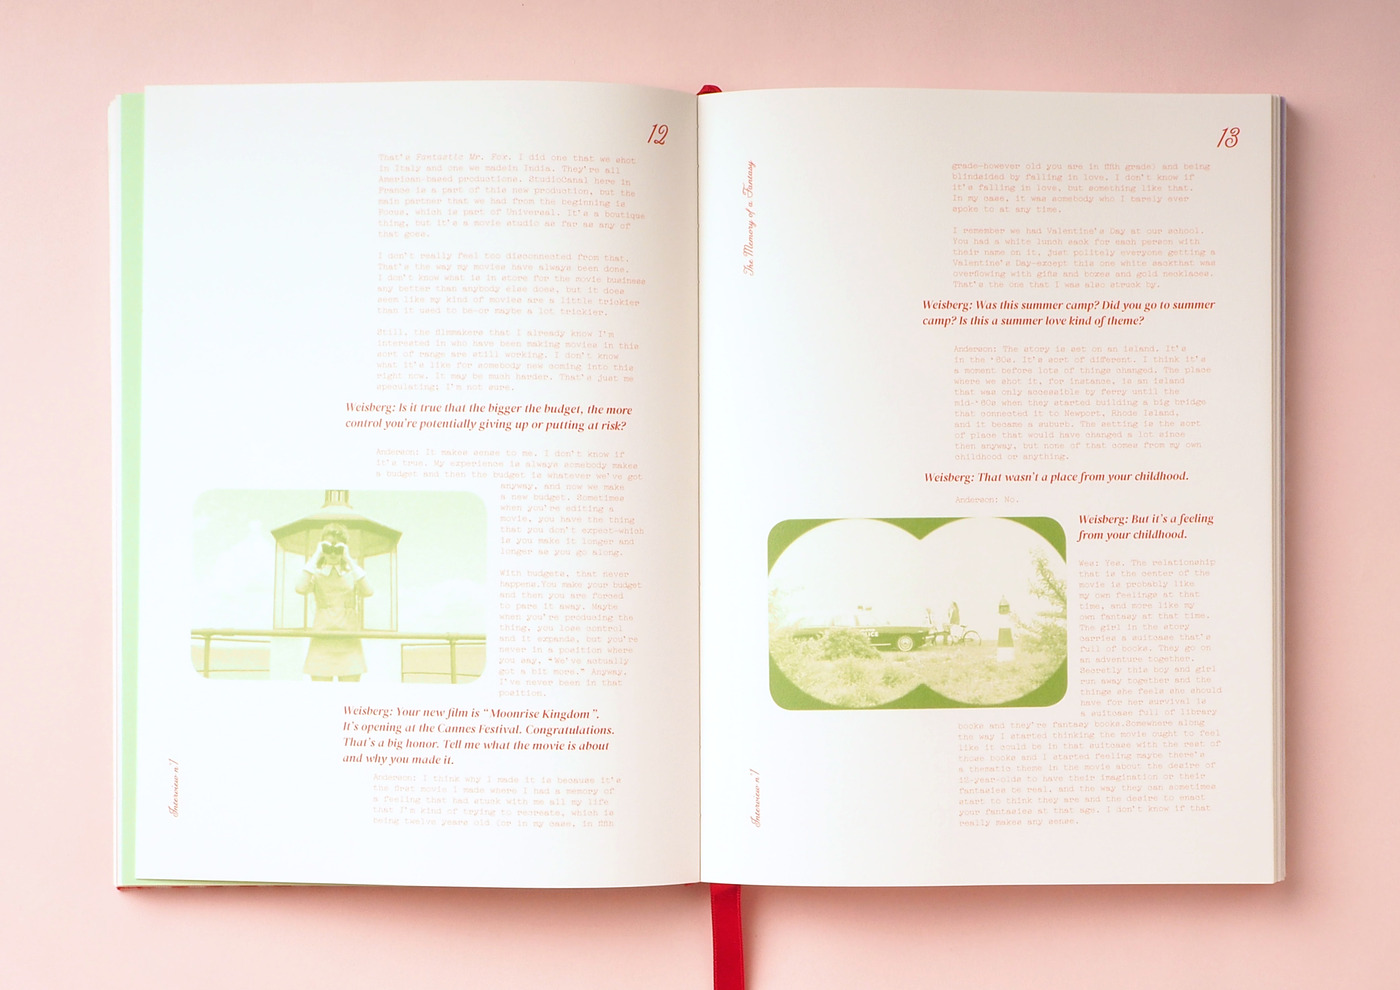 12
That's Fantastic Mr. Fox. I did one that we shot
in Italy and one we madein India. They're all
American-based productions. StudioCanal here in
France is a part of this new production, but the
main partner that we had from the beginning is
Focus, which is part of Universal. It's a boutique
thing, but it's a movie studio as far as any of
that goes.
I don't really feel too disconnected from that.
That's the way my movies have always been done.
I don't know what is in store for the movie business
any better than anybody else does, but it does
seem like my kind of movies are a little trickier
than it used to be-or maybe a lot trickier.
Still, the filmmakers that I already know I'm
interested in who have been making movies in this
sort of range are still working. I don't know
what it's like for somebody new coming into this
right now. It may be much harder. That's just me
speculating; I'm not sure.
Weisberg: Is it true that the bigger the budget, the more
control you're potentially giving up or putting at risk?
Anderson: It makes sense to me. I don't know if
it's true. My experience is always somebody makes
a budget and then the budget is whatever we've got
anyway, and now we make
a new budget. Sometimes
when you're editing a
movie, you have the thing
that you don't expect-which
is you make it longer and
longer as you go along.
With budgets, that never
happens.You make your budget
and then you are forced
to pare it away. Maybe
when you're producing the
thing, you lose control
and it expands, but you're
never in a position where
you say, "We've actually
got a bit more." Anyway,
I've never been in that
position.
Weisberg: Your new film is "Moonrise Kingdom".
It's opening at the Cannes Festival. Congratulations.
That's a big honor. Tell me what the movie is about
and why you made it.
Anderson: I think why I made it is because it's
the first movie I made where I had a memory of
a feeling that had stuck with me all my life
that I'm kind of trying to recreate, which is
being twelve years old (or in my case, in fifth
Interview n°1
13
The Memory of a Fantasy
grade-however old you are in fifth grade) and being
blindsided by falling in love. I don't know if
it's falling in love, but something like that.
In my case, it was somebody who I barely ever
spoke to at any time.
I remember we had Valentine's Day at our school.
You had a white lunch sack for each person with
their name on it, just politely everyone getting a
Valentine's Day-except this one white sackthat was
overflowing with gifts and boxes and gold necklaces.
That's the one that I was also struck by.
Weisberg: Was this summer camp? Did you go to summer
camp? Is this a summer love kind of theme?
Anderson: The story is set on an island. It's
in the '60s. It's sort of different. I think it's
a moment before lots of things changed. The place
where we shot it, for instance, is an island
that was only accessible by ferry until the
mid-'60s when they started building a big bridge
that connected it to Newport, Rhode Island,
and it became a suburb. The setting is the sort
of place that would have changed a lot since
then anyway, but none of that comes from my own
childhood or anything.
Weisberg: That wasn't a place from your childhood.
Anderson: No.
Weisberg: But it's a feeling
from your childhood.
Wes: Yes. The relationship
that is the center of the
movie is probably like
my own feelings at that
time, and more like my
own fantasy at that time.
The girl in the story
carries a suitcase that's
full of books. They go on
an adventure together.
Secretly this boy and girl
run away together and the
things she feels she should
have for her survival is
a suitcase full of library
books and they're fantasy books.Somewhere along
the way I started thinking the movie ought to feel
like it could be in that suitcase with the rest of
those books and I started feeling maybe there's
a thematic theme in the movie about the desire of
12-year-olds to have their imagination or their
fantasies be real, and the way they can sometimes
start to think they are and the desire to enact
your fantasies at that age. I don't know if that
really makes any sense.
POLICE
Interview n°1